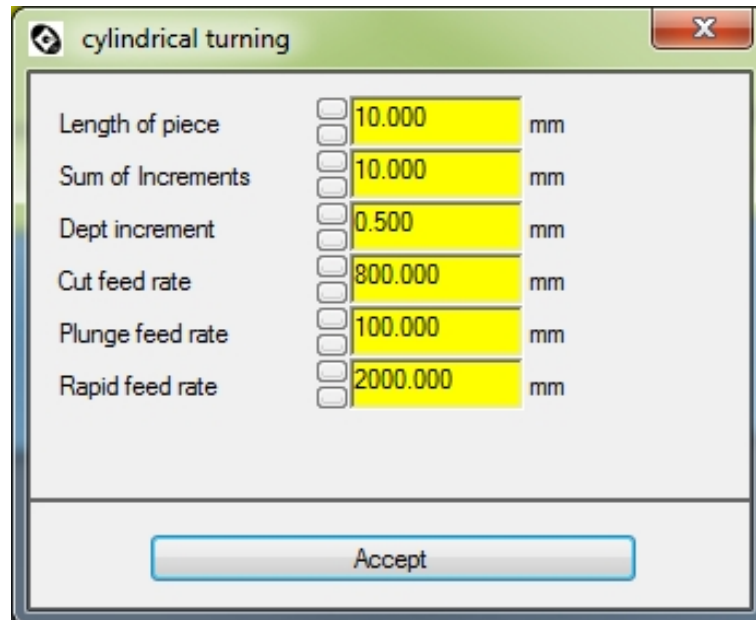 cylindrical turning
Length of piece 10.000 mm
Sum of Increments 10.000 mm
Dept increment 0.500 mm
Cut feed rate 800.000 mm
Plunge feed rate 100.000 mm
Rapid feed rate 2000.000 mm
Accept